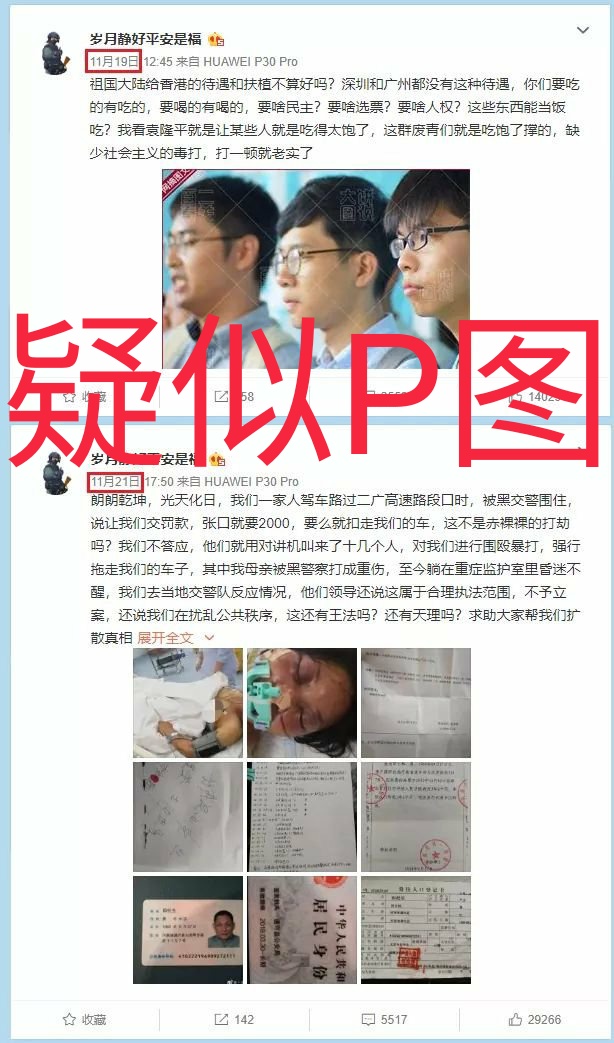 岁月静好平安是福
11月19日 12:45 来自 HUAWEI P30 Pro
祖国大陆给香港的待遇和扶植不算好吗？深圳和广州都没有这种待遇，你们要吃
的有吃的，要喝的有喝的，要啥民主？要啥选票？要啥人权？这些东西能当饭
吃？我看袁隆平就是让某些人就是吃得太饱了，这群废青们就是吃饱了撑的，缺
少社会主义的毒打，打一顿就老实了
疑似P图
收藏
岁月静好平安是福
11月21日 17:50 来自 HUAWEI P30 Pro
朗朗乾坤，光天化日，我们一家人驾车路过二广高速路段口时，被黑交警围住，
说让我们交罚款，张口就要2000，要么就扣走我们的车，这不是赤裸裸的打劫
吗？我们不答应，他们就用对讲机叫来了十几个人，对我们进行围殴暴打，强行
拖走我们的车子，其中我母亲被黑警察打成重伤，至今躺在重症监护室里昏迷不
醒，我们去当地交警队反应情况，他们领导还说这属于合理执法范围，不予立
案，还说我们在扰乱公共秩序，这还有王法吗？还有天理吗？求助大家帮我们扩
散真相 展开全文
中华人民共和
居民身份
收藏 142 5517 29266